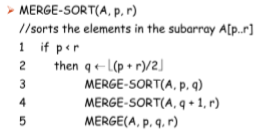 ➢ MERGE-SORT(A, p, r)
//sorts the elements in the subarray A[p..r]
1 if p < r
2 then q ← ⌊(p + r)/2⌋
3 MERGE-SORT(A, p, q)
4 MERGE-SORT(A, q + 1, r)
5 MERGE(A, p, q, r)